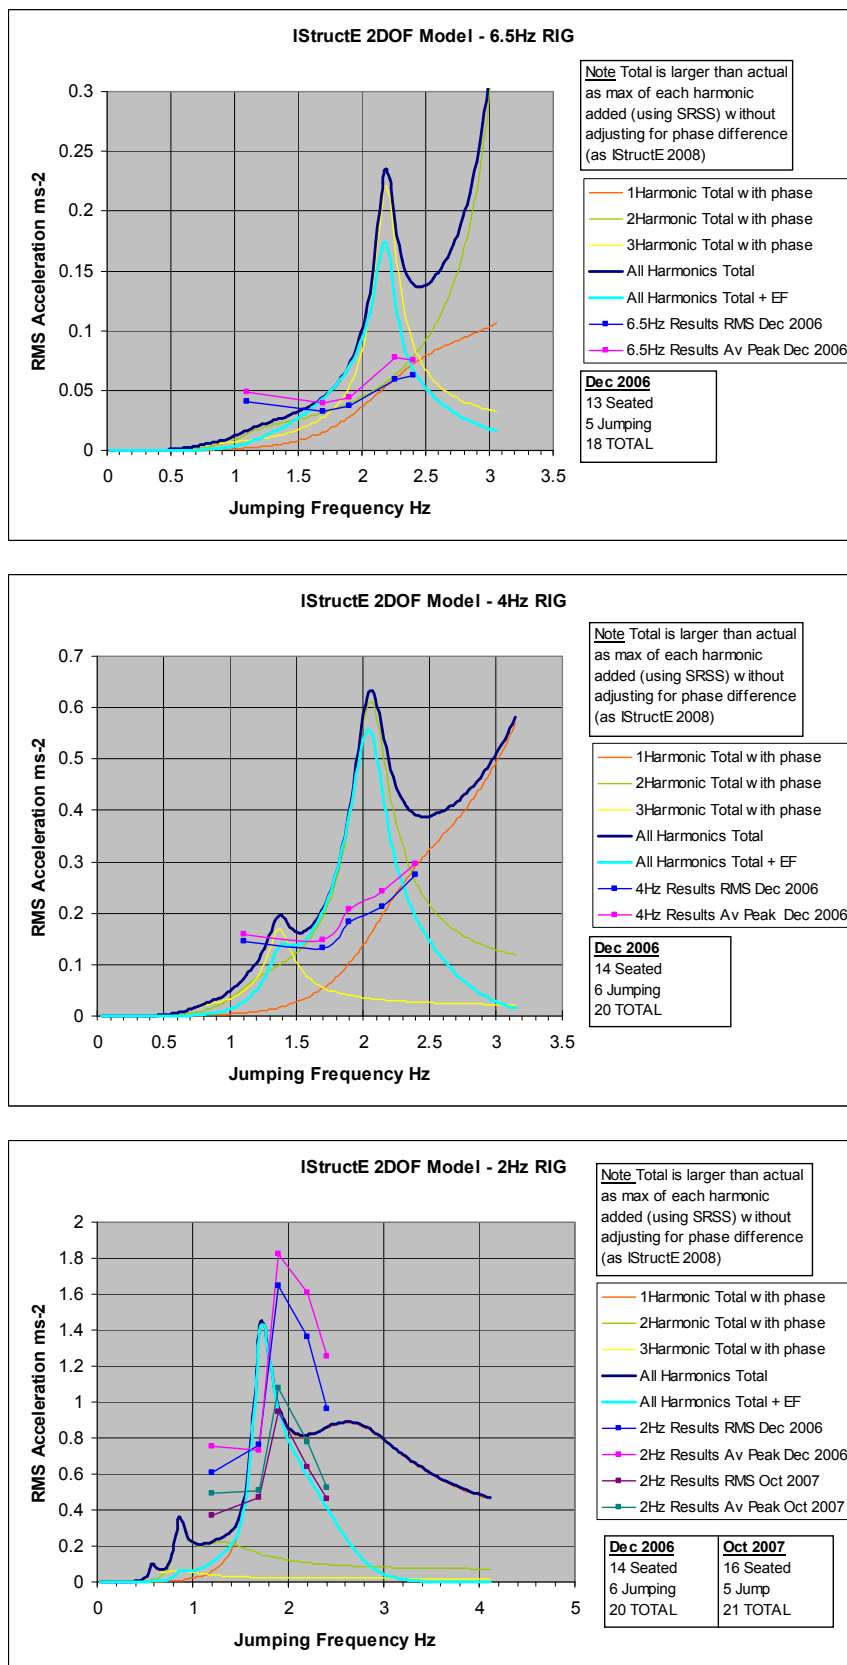 IStructE 2DOF Model - 6.5Hz RIG
Note Total is larger than actual
as max of each harmonic
added (using SRSS) without
adjusting for phase difference
(as IStructE 2008)
0.3
0.25
0.2
0.15
0.1
0.05
0
RMS Acceleration ms-2
0 0.5 1 1.5 2 2.5 3 3.5
Jumping Frequency Hz
1Harmonic Total with phase
2Harmonic Total with phase
3Harmonic Total with phase
All Harmonics Total
All Harmonics Total + EF
6.5Hz Results RMS Dec 2006
6.5Hz Results Av Peak Dec 2006
Dec 2006
13 Seated
5 Jumping
18 TOTAL
IStructE 2DOF Model - 4Hz RIG
Note Total is larger than actual
as max of each harmonic
added (using SRSS) without
adjusting for phase difference
(as IStructE 2008)
0.7
0.6
0.5
0.4
0.3
0.2
0.1
0
RMS Acceleration ms-2
0 0.5 1 1.5 2 2.5 3 3.5
Jumping Frequency Hz
1Harmonic Total with phase
2Harmonic Total with phase
3Harmonic Total with phase
All Harmonics Total
All Harmonics Total + EF
4Hz Results RMS Dec 2006
4Hz Results Av Peak Dec 2006
Dec 2006
14 Seated
6 Jumping
20 TOTAL
IStructE 2DOF Model - 2Hz RIG
Note Total is larger than actual
as max of each harmonic
added (using SRSS) without
adjusting for phase difference
(as IStructE 2008)
2
1.8
1.6
1.4
1.2
1
0.8
0.6
0.4
0.2
0
RMS Acceleration ms-2
0 1 2 3 4 5
Jumping Frequency Hz
1Harmonic Total with phase
2Harmonic Total with phase
3Harmonic Total with phase
All Harmonics Total
All Harmonics Total + EF
2Hz Results RMS Dec 2006
2Hz Results Av Peak Dec 2006
2Hz Results RMS Oct 2007
2Hz Results Av Peak Oct 2007
Dec 2006 Oct 2007
14 Seated 16 Seated
6 Jumping 5 Jump
20 TOTAL 21 TOTAL